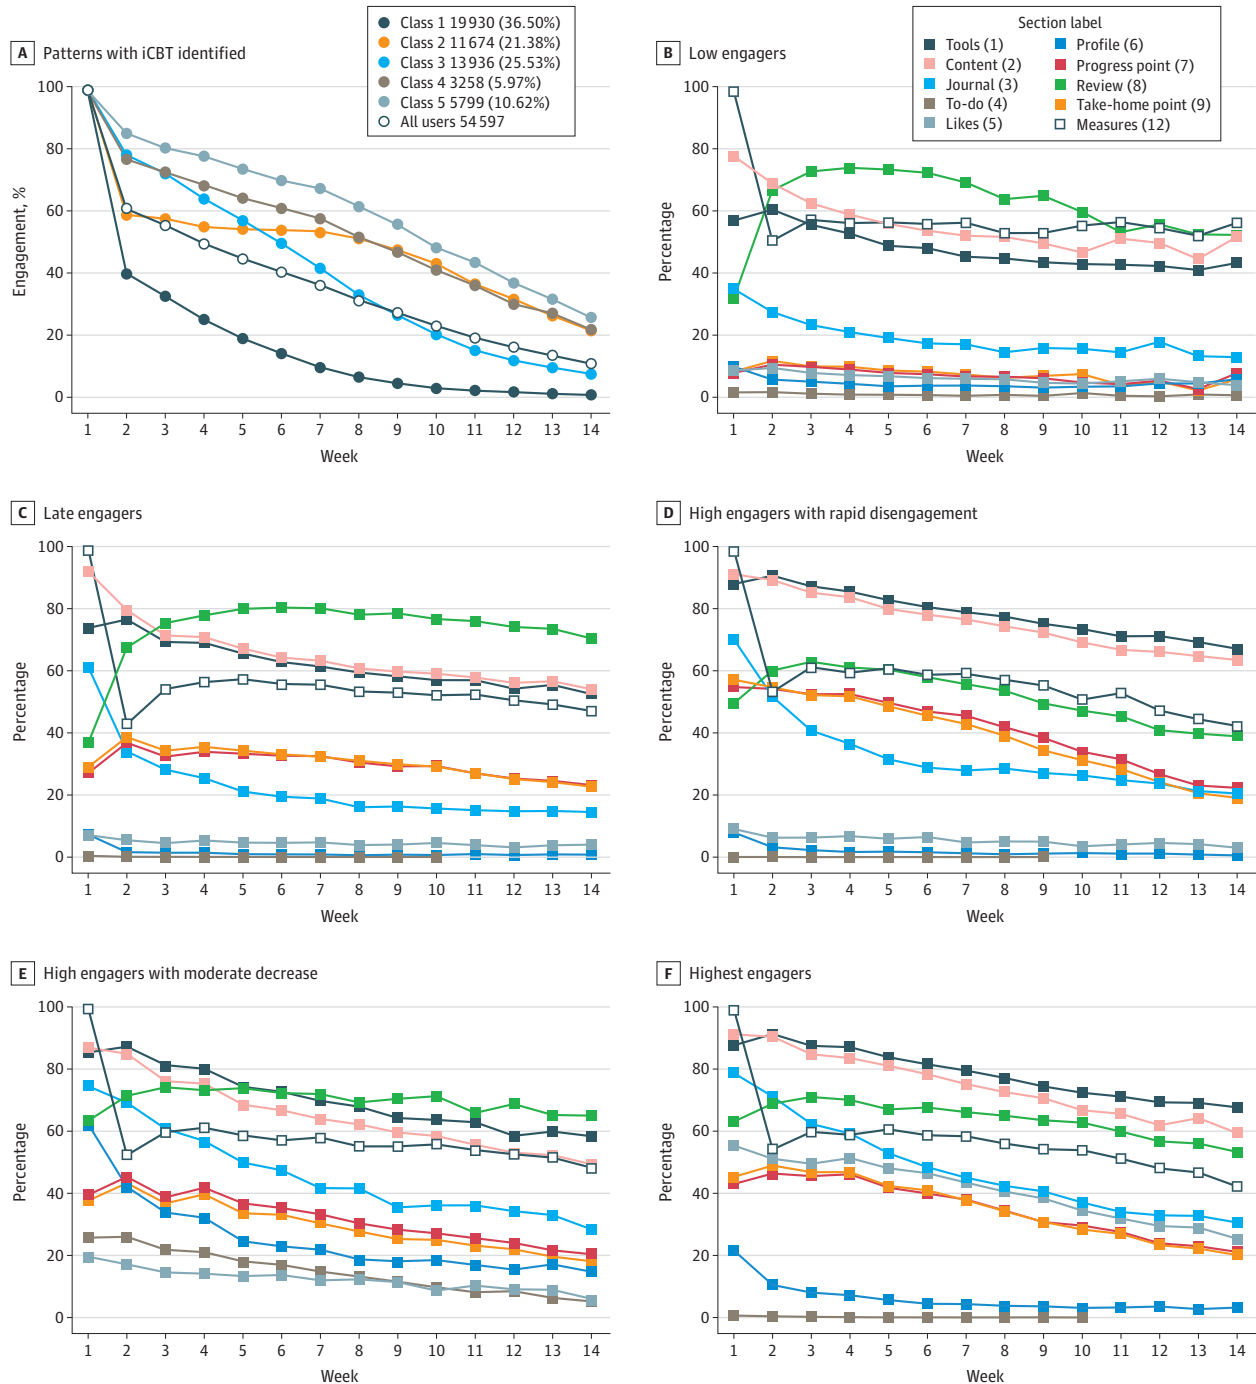 A Patterns with iCBT identified
Class 1 19930 (36.50%)
Class 2 11674 (21.38%)
Class 3 13936 (25.53%)
Class 4 3258 (5.97%)
Class 5 5799 (10.62%)
All users 54597
Engagement, %
100
80
60
40
20
0
1 2 3 4 5 6 7 8 9 10 11 12 13 14
Week
B Low engagers
Section label
Tools (1)
Content (2)
Journal (3)
To-do (4)
Likes (5)
Profile (6)
Progress point (7)
Review (8)
Take-home point (9)
Measures (12)
Percentage
100
80
60
40
20
0
1 2 3 4 5 6 7 8 9 10 11 12 13 14
Week
C Late engagers
Percentage
100
80
60
40
20
0
1 2 3 4 5 6 7 8 9 10 11 12 13 14
Week
D High engagers with rapid disengagement
Percentage
100
80
60
40
20
0
1 2 3 4 5 6 7 8 9 10 11 12 13 14
Week
E High engagers with moderate decrease
Percentage
100
80
60
40
20
0
1 2 3 4 5 6 7 8 9 10 11 12 13 14
Week
F Highest engagers
Percentage
100
80
60
40
20
0
1 2 3 4 5 6 7 8 9 10 11 12 13 14
Week